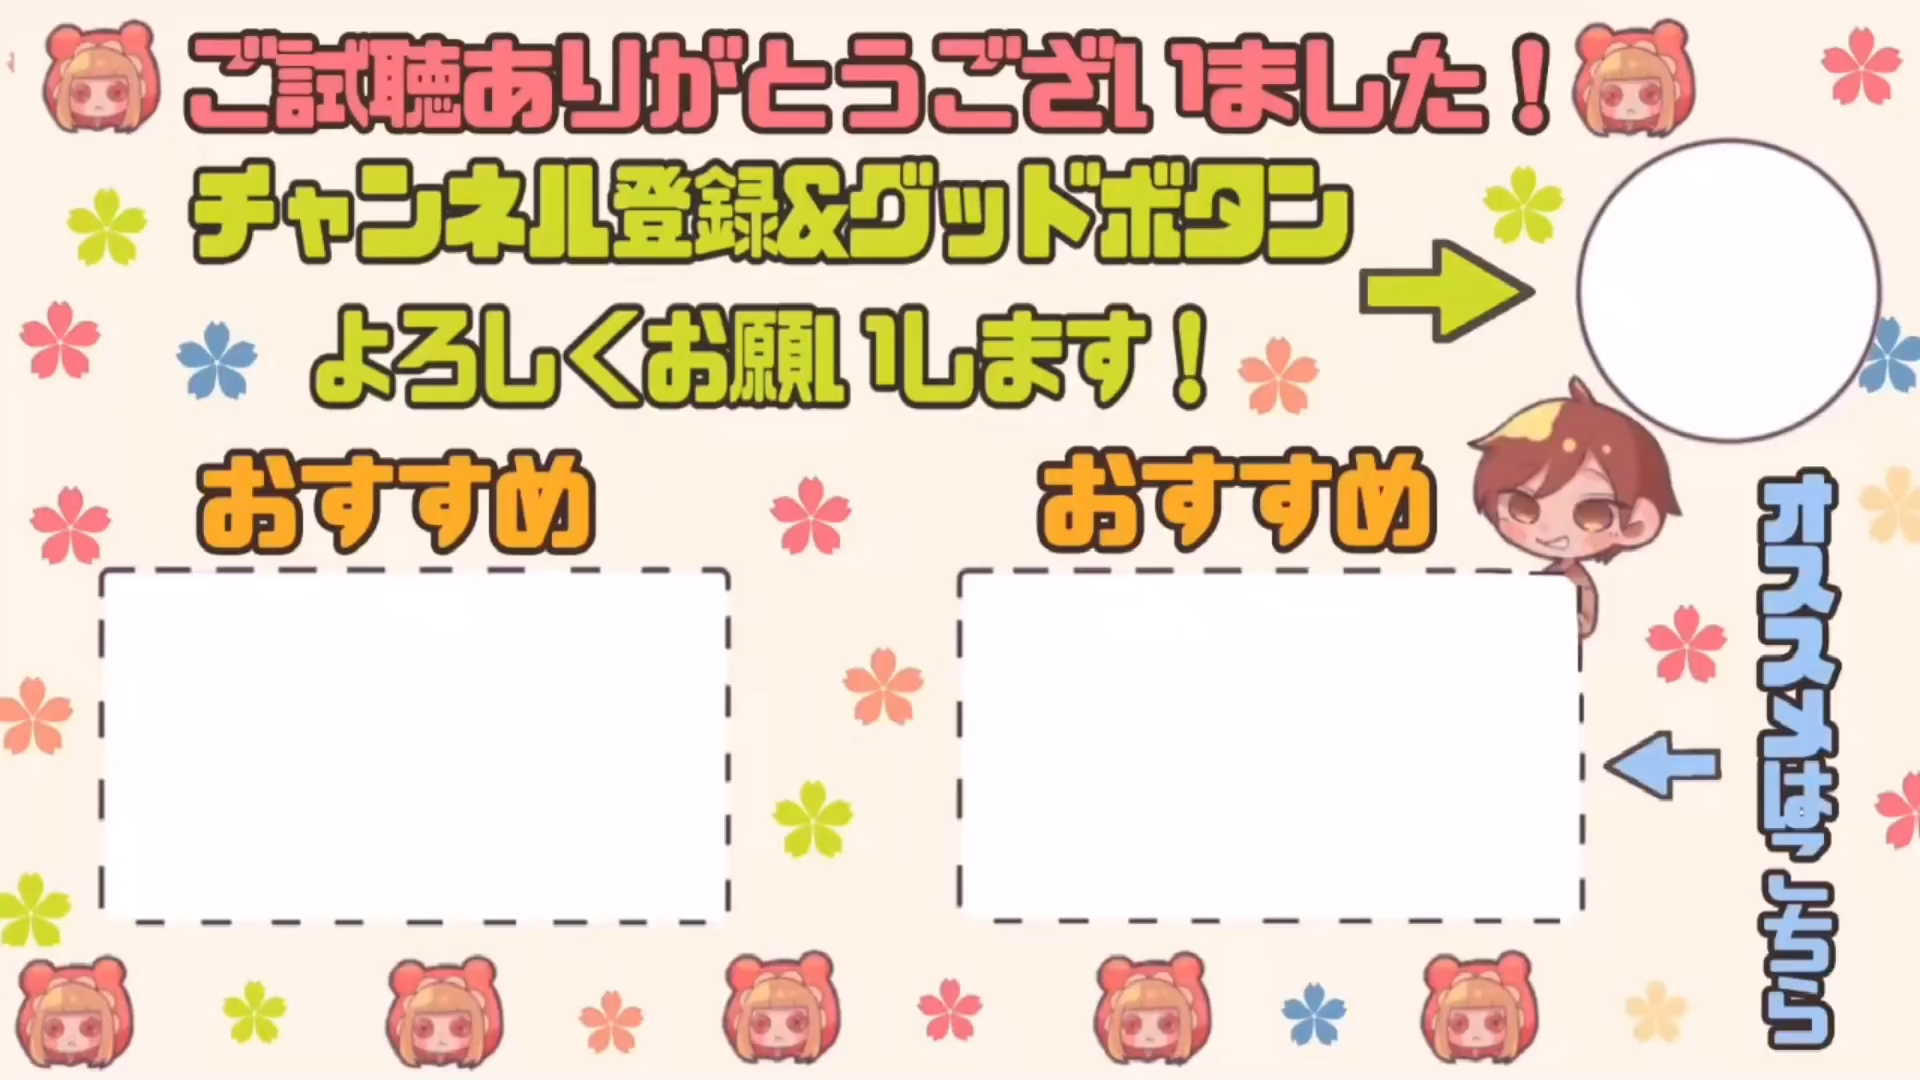 ご試聴ありがとうございました！
チャンネル登録&グッドボタン
よろしくお願いします！
おすすめ
おすすめ
オススメはこちら